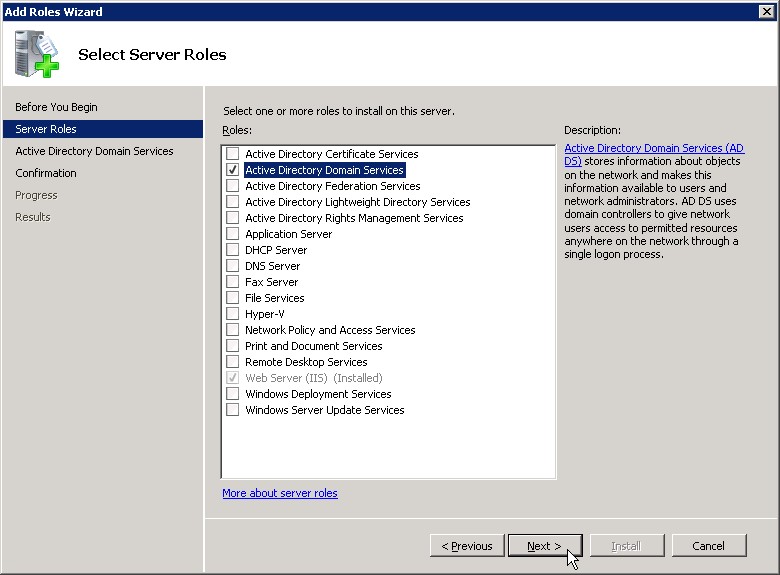 Add Roles Wizard
Select Server Roles
Before You Begin
Server Roles
Active Directory Domain Services
Confirmation
Progress
Results
Select one or more roles to install on this server.
Roles:
Active Directory Certificate Services
Active Directory Domain Services
Active Directory Federation Services
Active Directory Lightweight Directory Services
Active Directory Rights Management Services
Application Server
DHCP Server
DNS Server
Fax Server
File Services
Hyper-V
Network Policy and Access Services
Print and Document Services
Remote Desktop Services
Web Server (IIS) (Installed)
Windows Deployment Services
Windows Server Update Services
More about server roles
Description:
Active Directory Domain Services (AD
DS) stores information about objects
on the network and makes this
information available to users and
network administrators. AD DS uses
domain controllers to give network
users access to permitted resources
anywhere on the network through a
single logon process.
< Previous
Next >
Install
Cancel